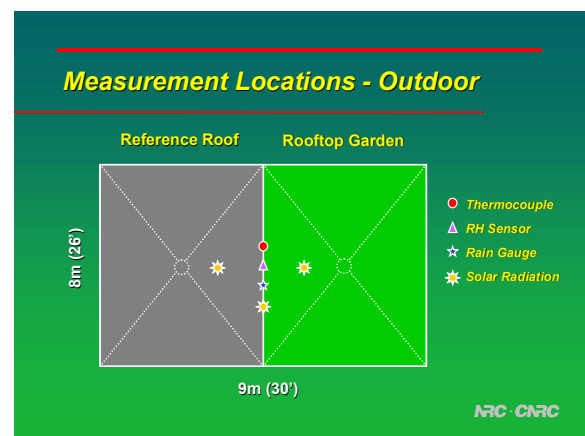 Measurement Locations - Outdoor
Reference Roof
Rooftop Garden
Thermocouple
RH Sensor
Rain Gauge
Solar Radiation
8m (26')
9m (30')
NRC · CNRC